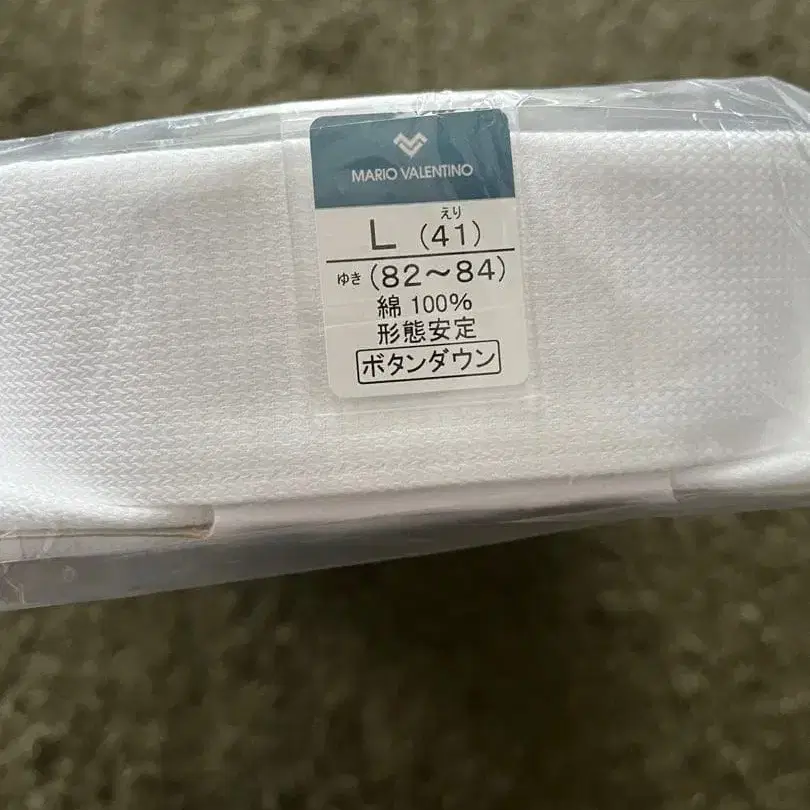 MARIO VALENTINO
えり
L (41)
ゆき (82～84)
綿 100%
形態安定
ボタンダウン